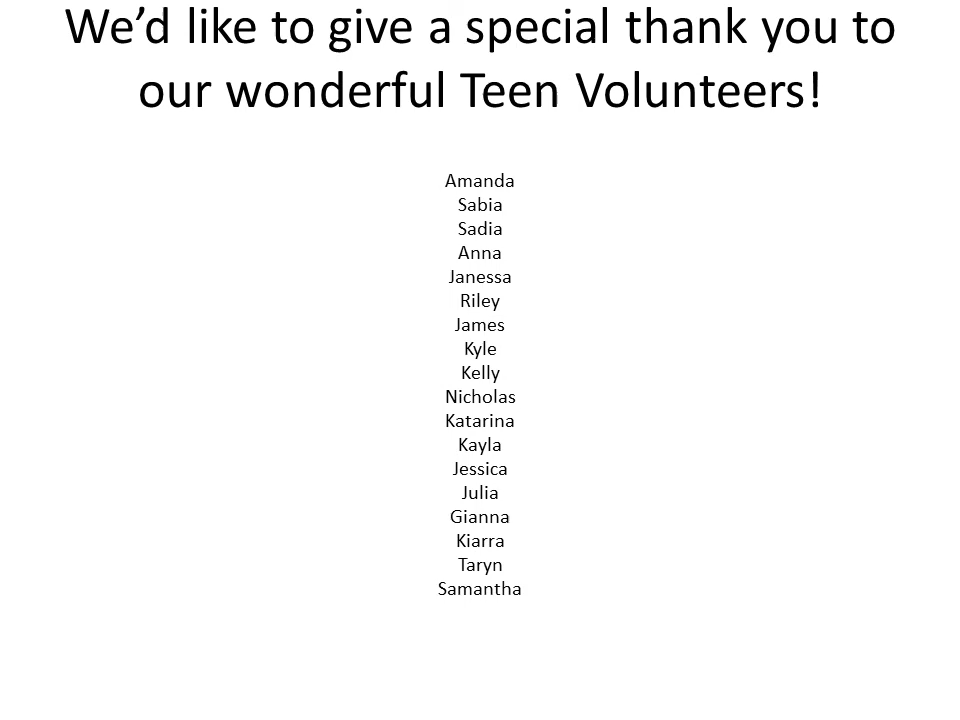 We’d like to give a special thank you to
our wonderful Teen Volunteers!
Amanda
Sabia
Sadia
Anna
Janessa
Riley
James
Kyle
Kelly
Nicholas
Katarina
Kayla
Jessica
Julia
Gianna
Kiarra
Taryn
Samantha